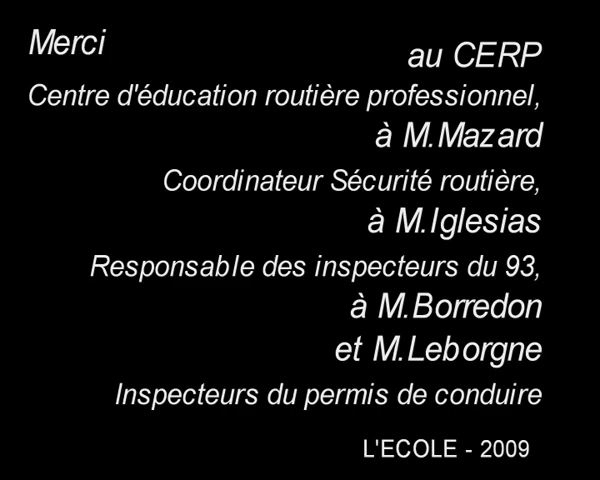 Merci
au CERP
Centre d'éducation routière professionnel,
à M.Mazard
Coordinateur Sécurité routière,
à M.Iglesias
Responsable des inspecteurs du 93,
à M.Borredon
et M.Leborgne
Inspecteurs du permis de conduire
L'ECOLE - 2009